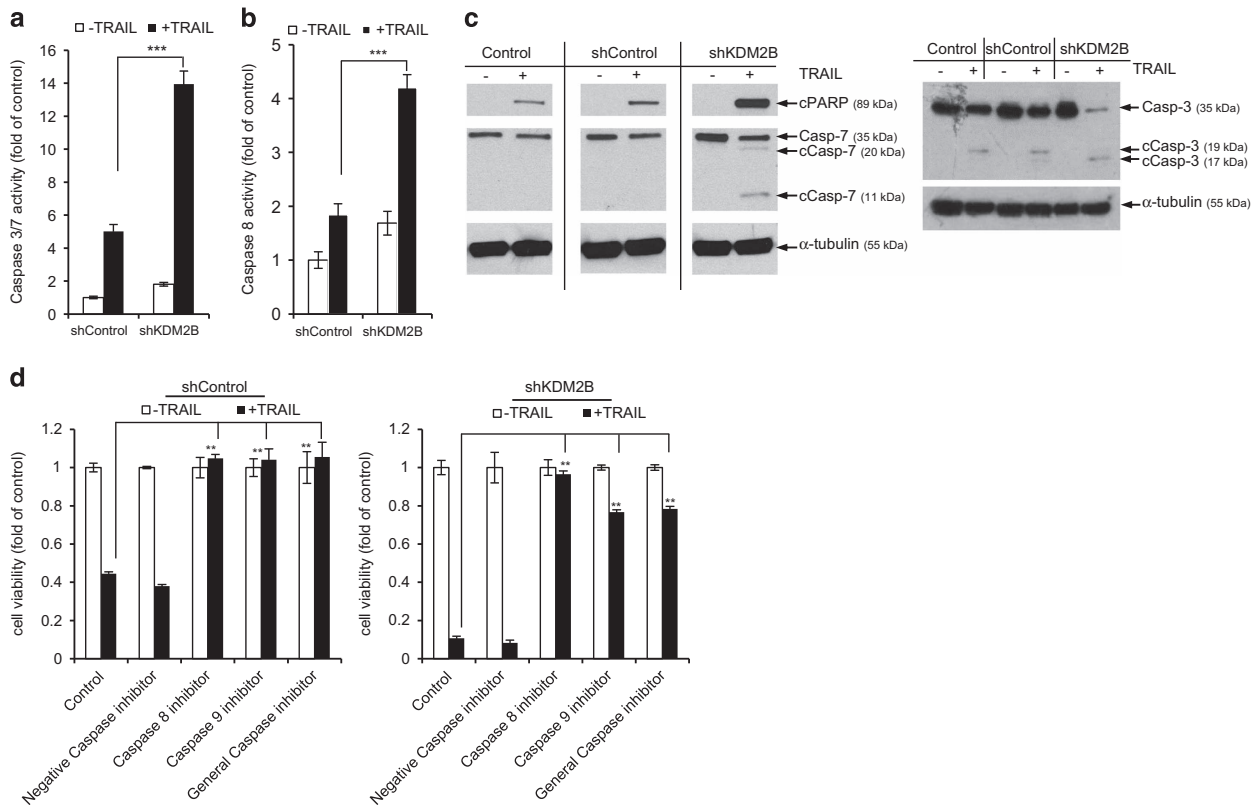 a
-TRAIL +TRAIL
***
Caspase 3/7 activity (fold of control)
16
14
12
10
8
6
4
2
0
shControl shKDM2B
b
-TRAIL +TRAIL
***
Caspase 8 activity (fold of control)
5
4
3
2
1
0
shControl shKDM2B
c
Control shControl shKDM2B
- + - + - + TRAIL
cPARP (89 kDa)
Casp-7 (35 kDa)
cCasp-7 (20 kDa)
cCasp-7 (11 kDa)
α-tubulin (55 kDa)
Control shControl shKDM2B
- + - + - + TRAIL
Casp-3 (35 kDa)
cCasp-3 (19 kDa)
cCasp-3 (17 kDa)
α-tubulin (55 kDa)
d
shControl
-TRAIL +TRAIL
** ** **
cell viability (fold of control)
1.2
1
0.8
0.6
0.4
0.2
0
Control
Negative Caspase inhibitor
Caspase 8 inhibitor
Caspase 9 inhibitor
General Caspase inhibitor
shKDM2B
-TRAIL +TRAIL
** ** **
cell viability (fold of control)
1.2
1
0.8
0.6
0.4
0.2
0
Control
Negative Caspase inhibitor
Caspase 8 inhibitor
Caspase 9 inhibitor
General Caspase inhibitor